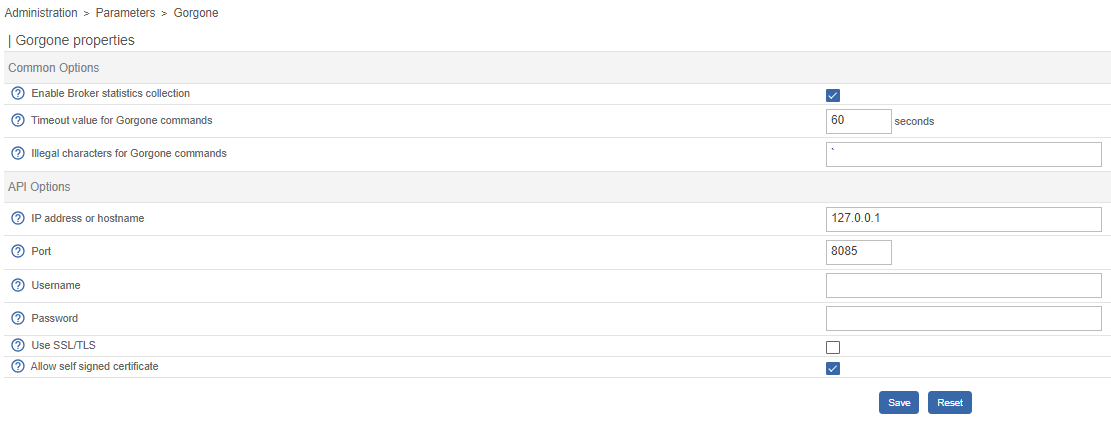 Administration > Parameters > Gorgone
| Gorgone properties
Common Options
Enable Broker statistics collection
Timeout value for Gorgone commands 60 seconds
Illegal characters for Gorgone commands `
API Options
IP address or hostname 127.0.0.1
Port 8085
Username
Password
Use SSL/TLS
Allow self signed certificate
Save Reset